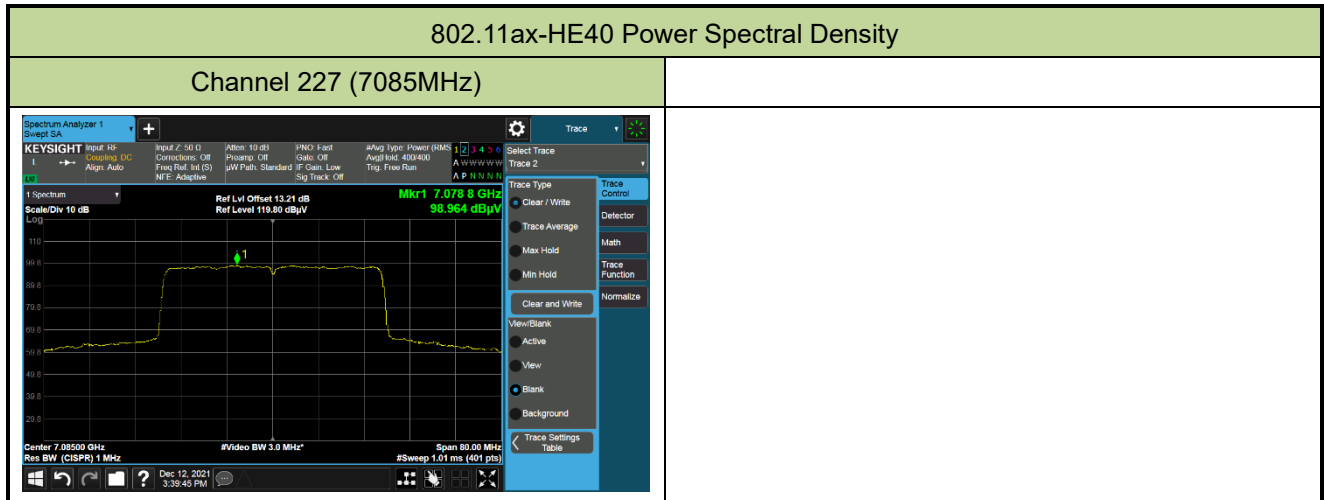 802.11ax-HE40 Power Spectral Density
Channel 227 (7085MHz)
Spectrum Analyzer 1
Swept SA
+
Trace
KEYSIGHT
L
Input: RF
Coupling: DC
Align: Auto
Input Z: 50 Ω
Corrections: Off
Freq Ref: Int (S)
NFE: Adaptive
Atten: 10 dB
Preamp: Off
µW Path: Standard
PNO: Fast
Gate: Off
IF Gain: Low
Sig Track: Off
#Avg Type: Power (RMS
Avg|Hold: 400/400
Trig: Free Run
1 2 3 4 5 6
A W W W W W
A P N N N N
Select Trace
Trace 2
1 Spectrum
Scale/Div 10 dB
Log
Ref Lvl Offset 13.21 dB
Ref Level 119.80 dBµV
Mkr1 7.078 8 GHz
98.964 dBµV
1
110
99.8
89.8
79.8
69.8
59.8
49.8
39.8
29.8
Center 7.08500 GHz
Res BW (CISPR) 1 MHz
#Video BW 3.0 MHz*
Span 80.00 MHz
#Sweep 1.01 ms (401 pts)
Trace Type
Clear / Write
Trace Average
Max Hold
Min Hold
Clear and Write
View/Blank
Active
View
Blank
Background
Trace Settings
Table
Trace
Control
Detector
Math
Trace
Function
Normalize
?
Dec 12, 2021
3:39:45 PM